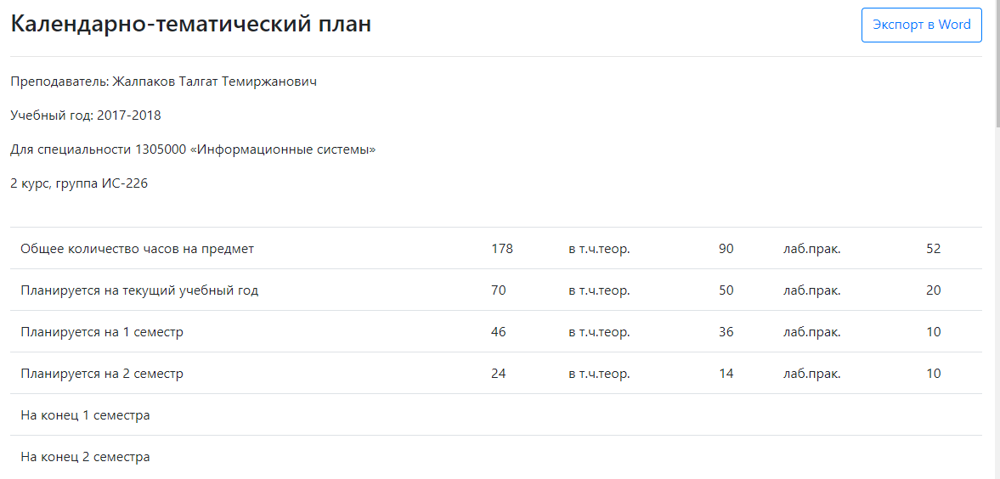 Календарно-тематический план
Экспорт в Word
Преподаватель: Жалпаков Талгат Темиржанович
Учебный год: 2017-2018
Для специальности 1305000 «Информационные системы»
2 курс, группа ИС-226
Общее количество часов на предмет 178 в т.ч.теор. 90 лаб.прак. 52
Планируется на текущий учебный год 70 в т.ч.теор. 50 лаб.прак. 20
Планируется на 1 семестр 46 в т.ч.теор. 36 лаб.прак. 10
Планируется на 2 семестр 24 в т.ч.теор. 14 лаб.прак. 10
На конец 1 семестра
На конец 2 семестра